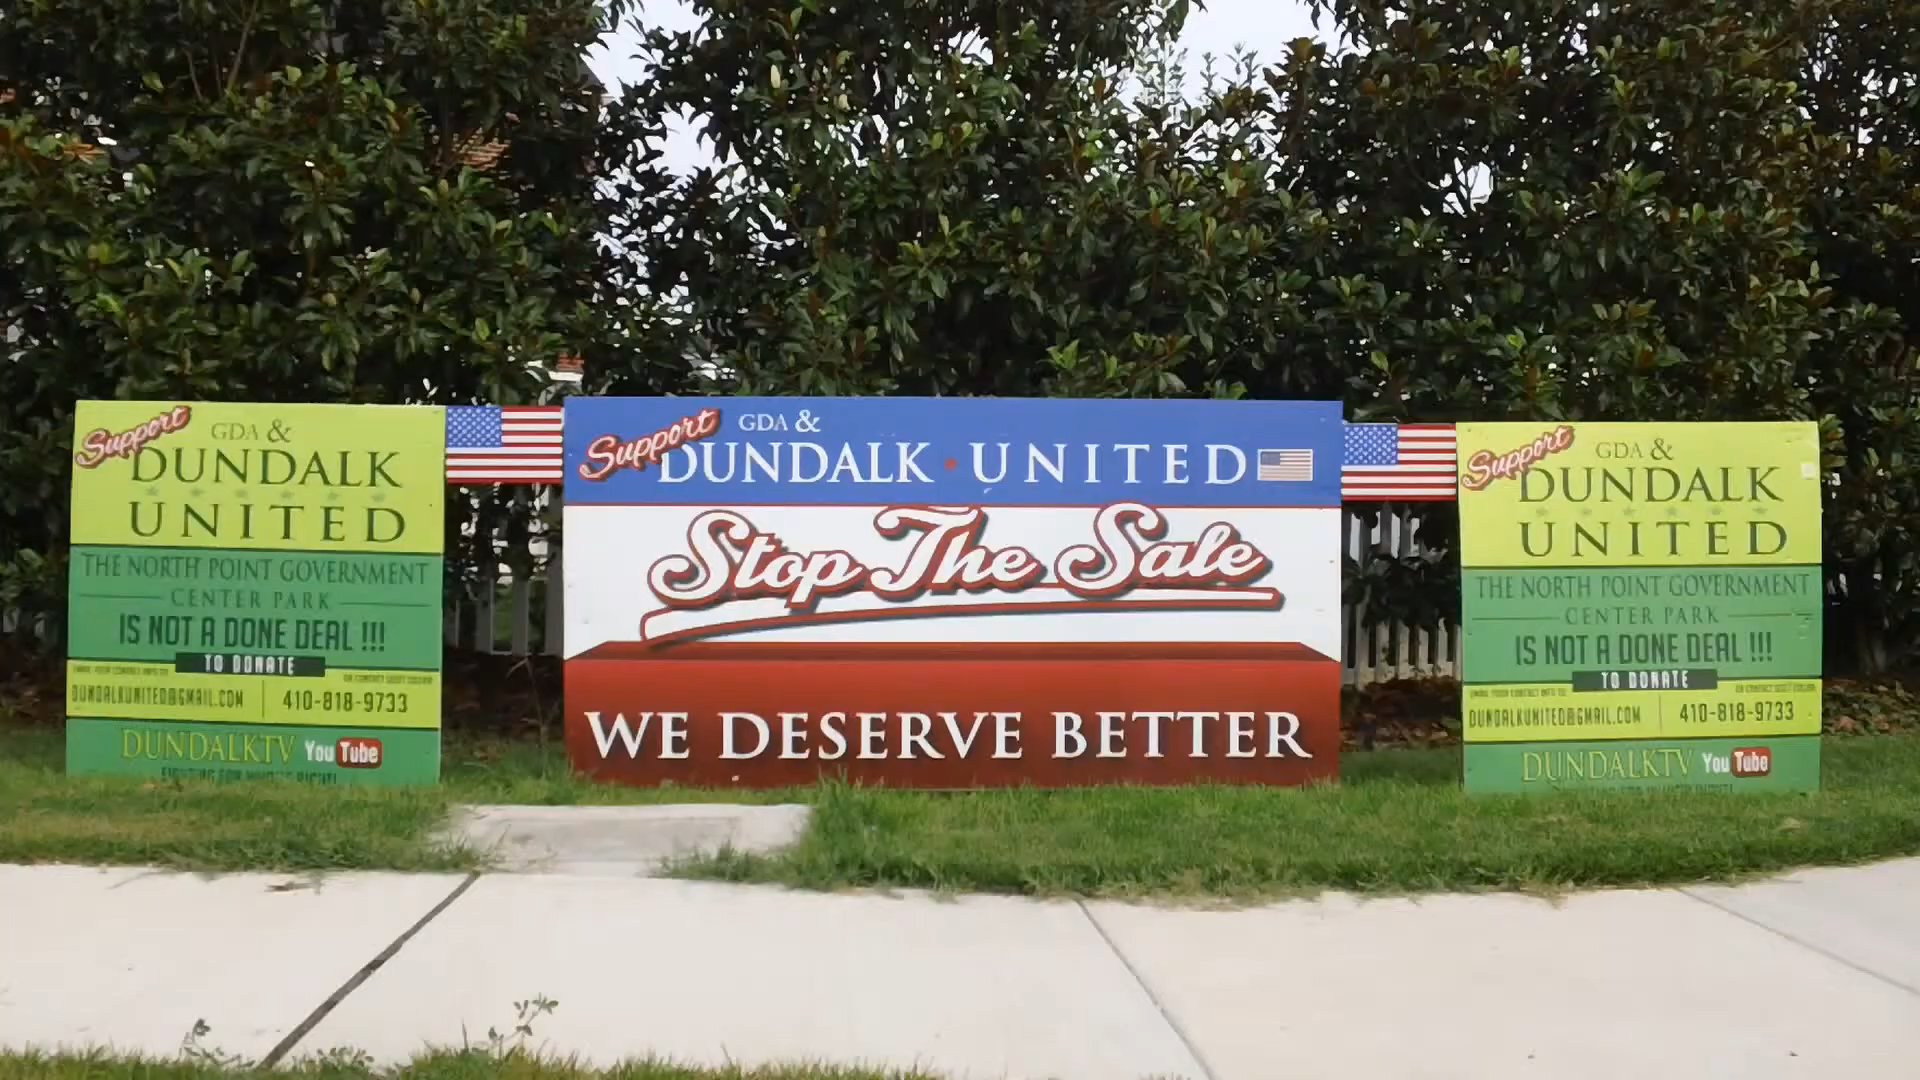 Support
GDA &
DUNDALK
UNITED
THE NORTH POINT GOVERNMENT
CENTER PARK
IS NOT A DONE DEAL !!!
TO DONATE
DUNDALKUNITED@GMAIL.COM
410-818-9733
DUNDALKTV YouTube
Support
GDA &
DUNDALK • UNITED
Stop The Sale
WE DESERVE BETTER
Support
GDA &
DUNDALK
UNITED
THE NORTH POINT GOVERNMENT
CENTER PARK
IS NOT A DONE DEAL !!!
TO DONATE
DUNDALKUNITED@GMAIL.COM
410-818-9733
DUNDALKTV YouTube